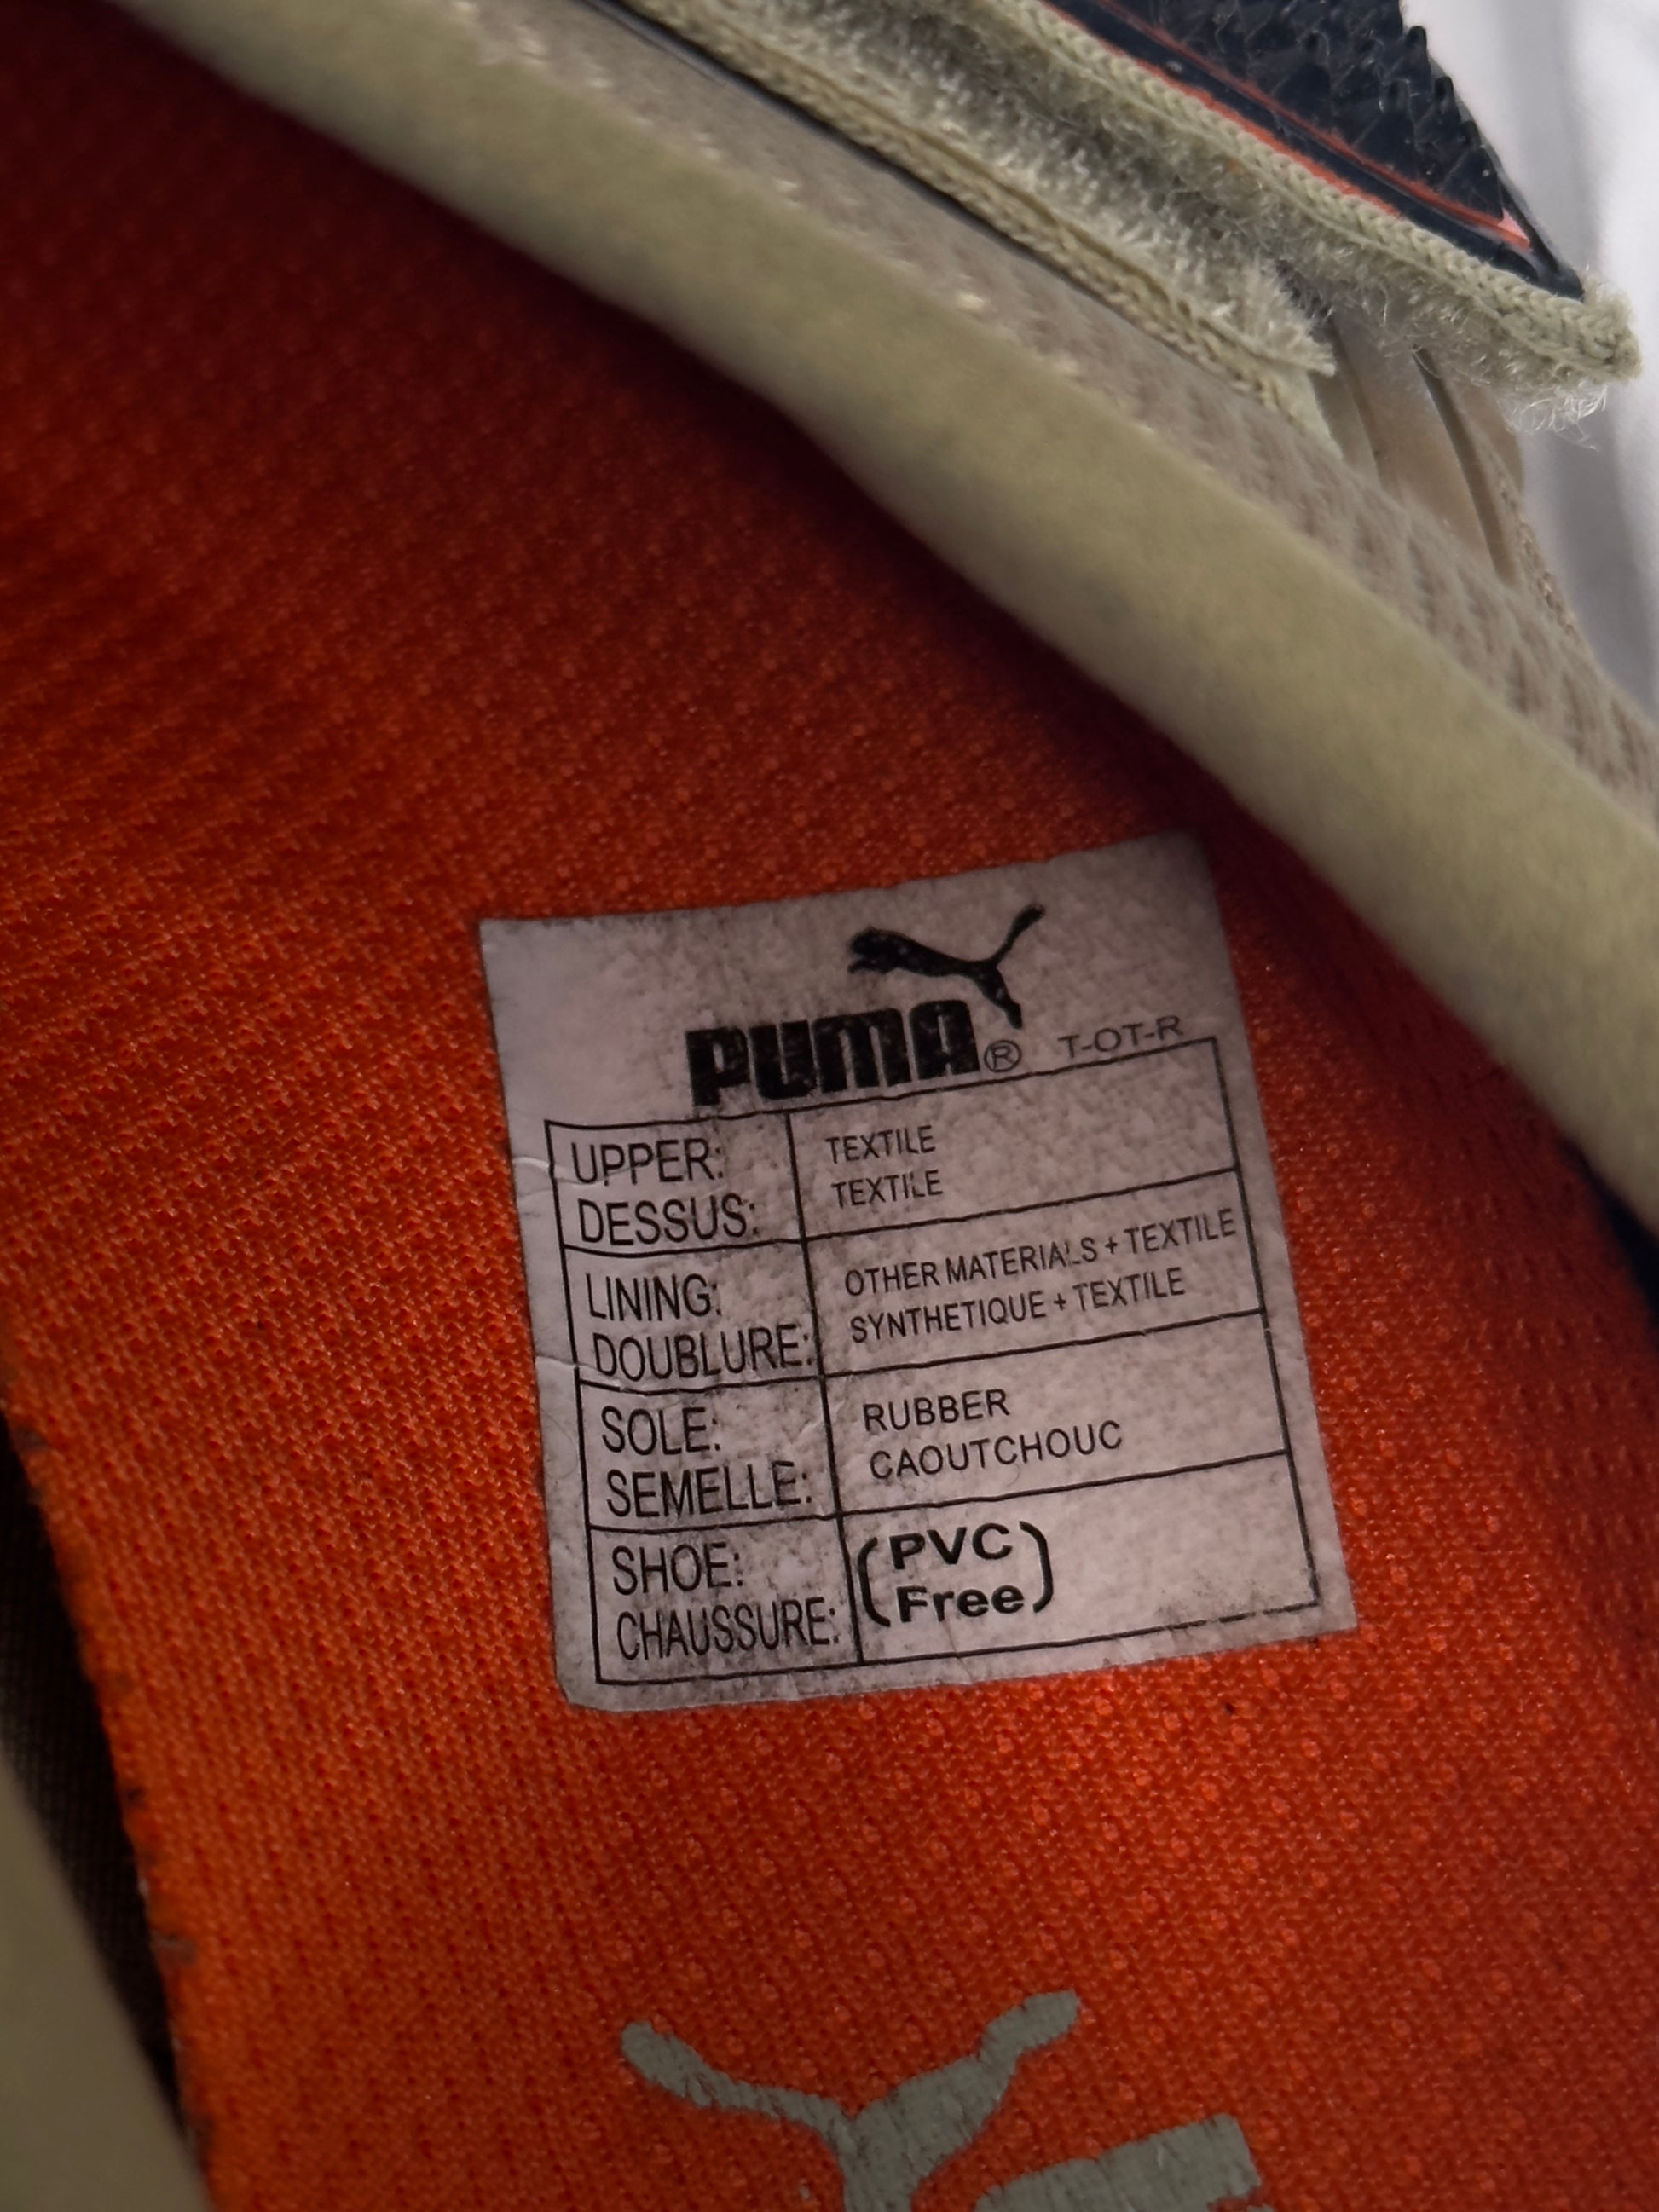 PUMA® T-OT-R
UPPER: TEXTILE
DESSUS: TEXTILE
LINING: OTHER MATERIALS + TEXTILE
DOUBLURE: SYNTHETIQUE + TEXTILE
SOLE: RUBBER
SEMELLE: CAOUTCHOUC
SHOE: (PVC
CHAUSSURE: Free)